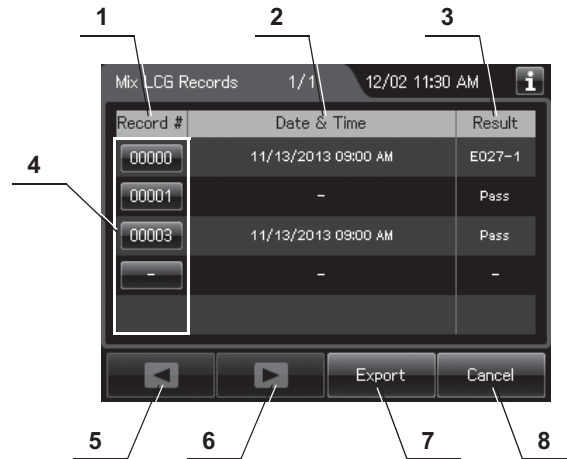 1 2 3
Mix LCG Records 1/1 12/02 11:30 AM i
Record # Date & Time Result
00000 11/13/2013 09:00 AM E027-1
4
00001 - Pass
00003 11/13/2013 09:00 AM Pass
- - -
Export Cancel
5 6 7 8